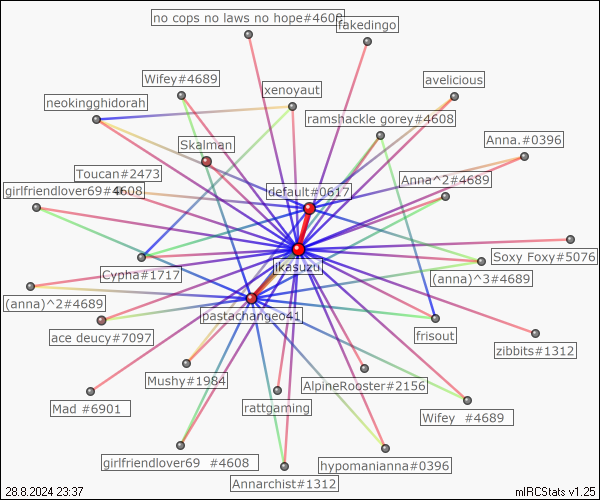 no cops no laws no hope#4608
fakedingo
Wifey#4689
avelicious
xenoyaut
neokingghidorah
ramshackle gorey#4608
Anna.#0396
Skalman
Toucan#2473
Anna^2#4689
girlfriendlover69#4608
default#0617
Soxy Foxy#5076
jkasuzu
Cypha#1717
(anna)^3#4689
(anna)^2#4689
pastachange041
ace deucy#7097
frisout
zibbits#1312
Mushy#1984
AlpineRooster#2156
Mad #6901
rattgaming
Wifey #4689
girlfriendlover69 #4608
hypomanianna#0396
Annarchist#1312
28.8.2024 23:37
mIRCStats v1.25